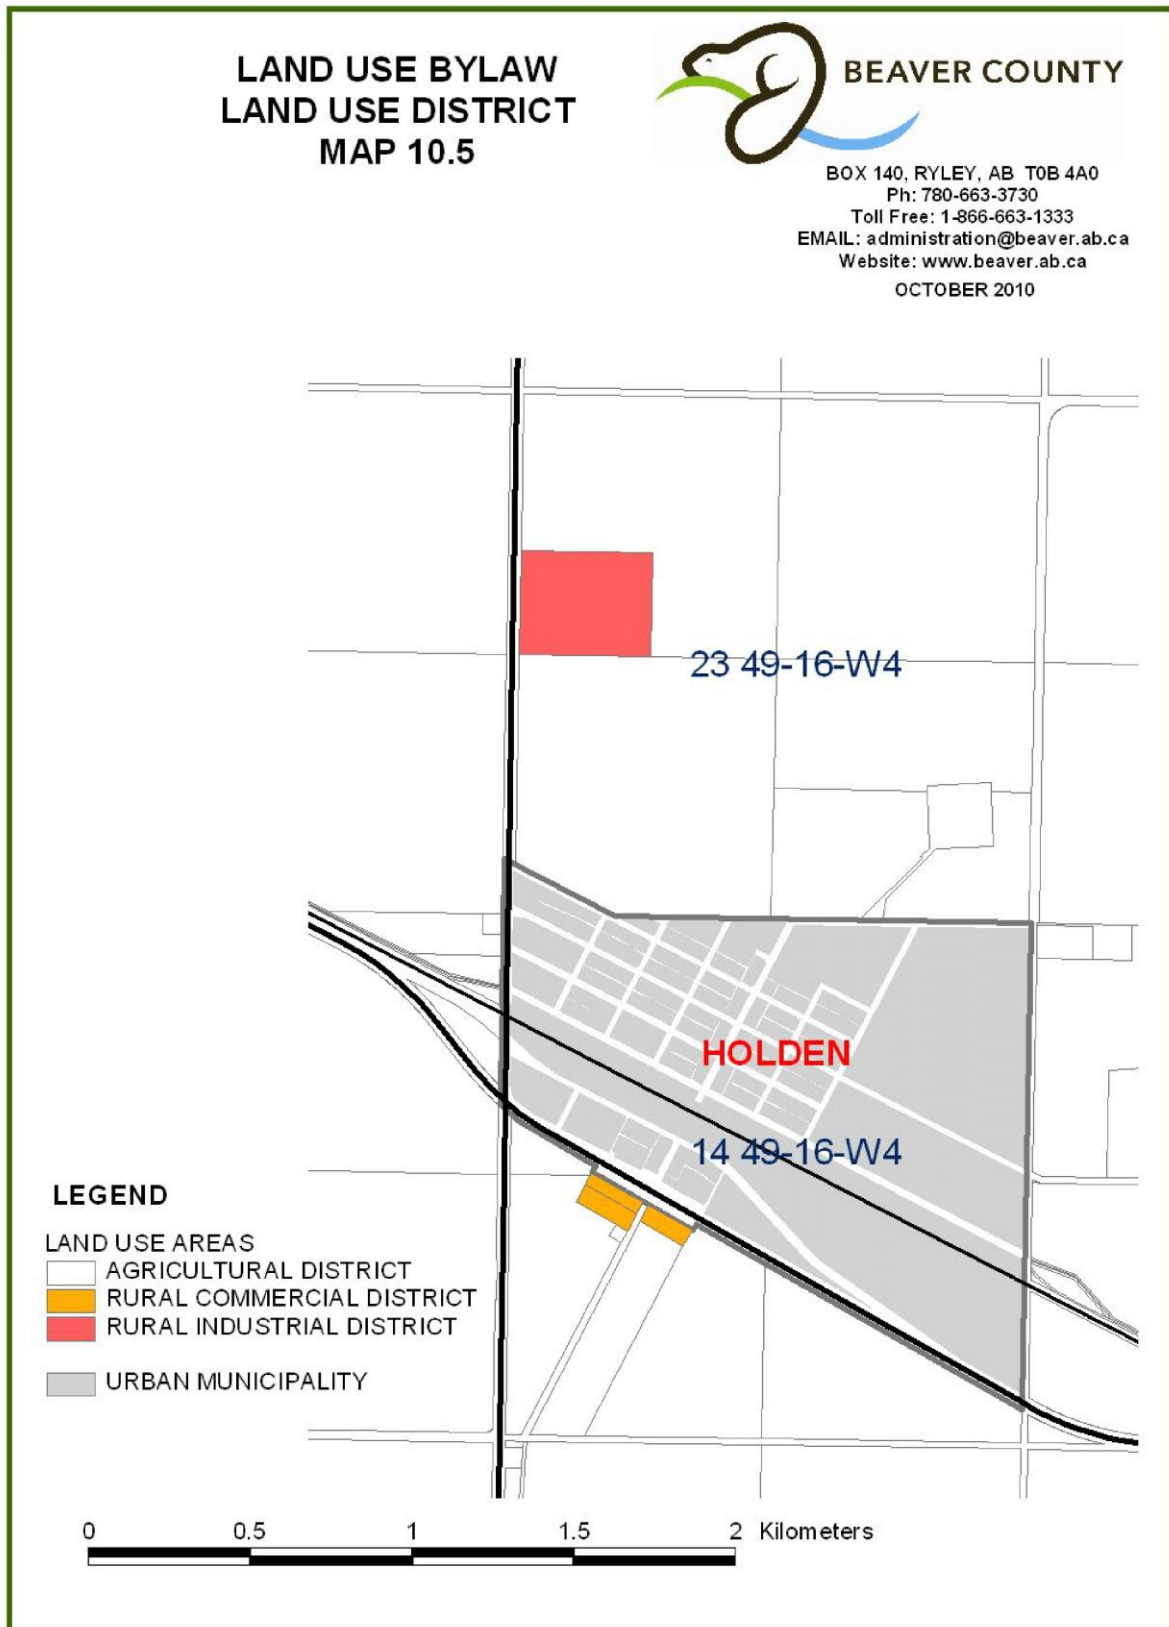 LAND USE BYLAW
LAND USE DISTRICT
MAP 10.5
BEAVER COUNTY
BOX 140, RYLEY, AB T0B 4A0
Ph: 780-663-3730
Toll Free: 1-866-663-1333
EMAIL: administration@beaver.ab.ca
Website: www.beaver.ab.ca
OCTOBER 2010
23 49-16-W4
HOLDEN
14 49-16-W4
LEGEND
LAND USE AREAS
AGRICULTURAL DISTRICT
RURAL COMMERCIAL DISTRICT
RURAL INDUSTRIAL DISTRICT
URBAN MUNICIPALITY
0 0.5 1 1.5 2 Kilometers